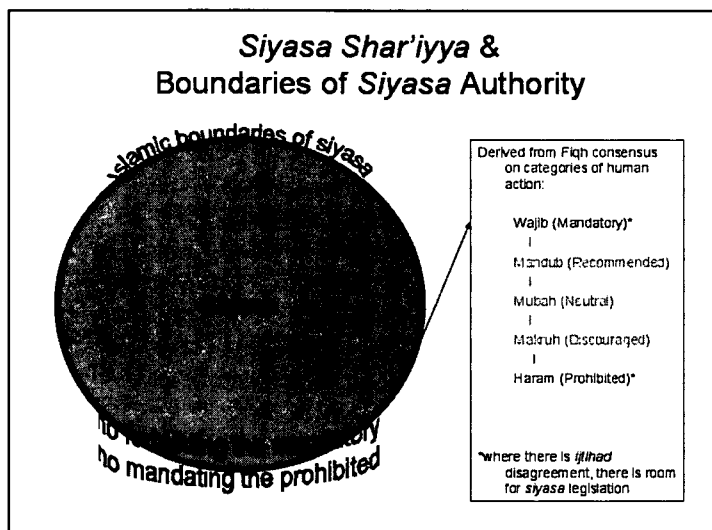 Siyasa Shar'iyya &
Boundaries of Siyasa Authority
Islamic boundaries of siyasa
Derived from Fiqh consensus
on categories of human
action:
Wajib (Mandatory)*
Mandub (Recommended)
Mubah (Neutral)
Makruh (Discouraged)
Haram (Prohibited)*
*where there is ijtihad
disagreement, there is room
for siyasa legislation
no
no mandating the prohibited